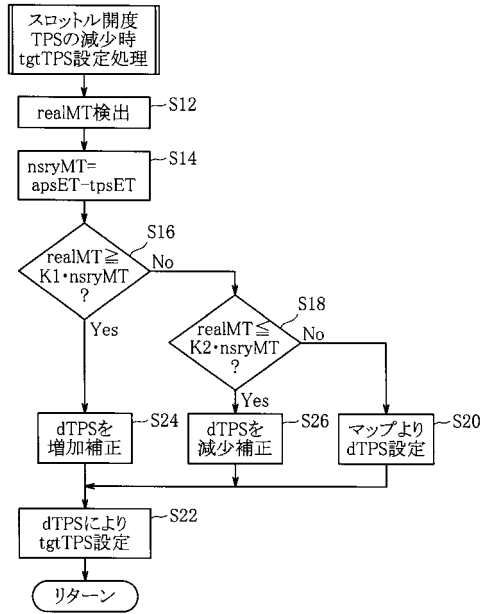 スロットル開度
TPSの減少時
tgtTPS設定処理
realMT検出
S12
nsryMT=
apsET−tpsET
S14
realMT≧
K1・nsryMT
?
S16
No
Yes
realMT≦
K2・nsryMT
?
S18
No
Yes
dTPSを
増加補正
S24
dTPSを
減少補正
S26
マップより
dTPS設定
S20
dTPSにより
tgtTPS設定
S22
リターン